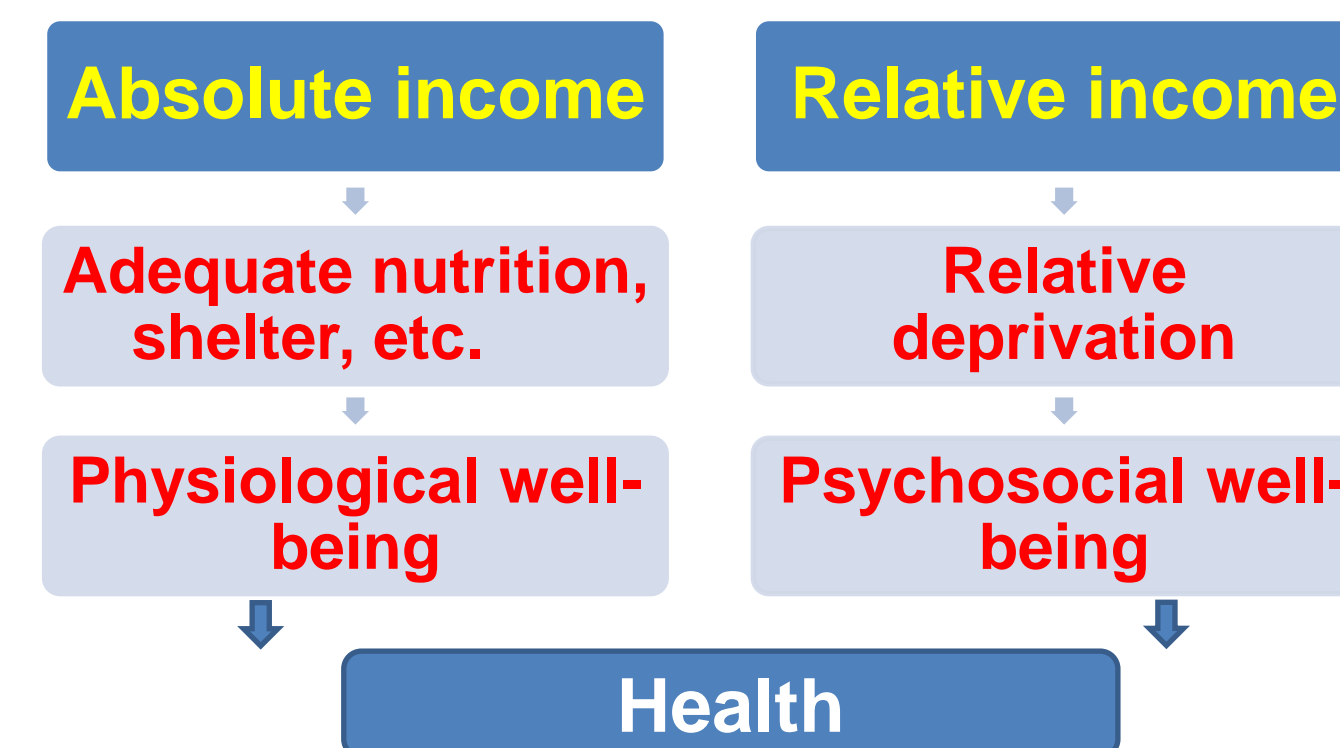 Absolute income
Adequate nutrition,
shelter, etc.
Physiological well-
being
Relative income
Relative
deprivation
Psychosocial well-
being
Health